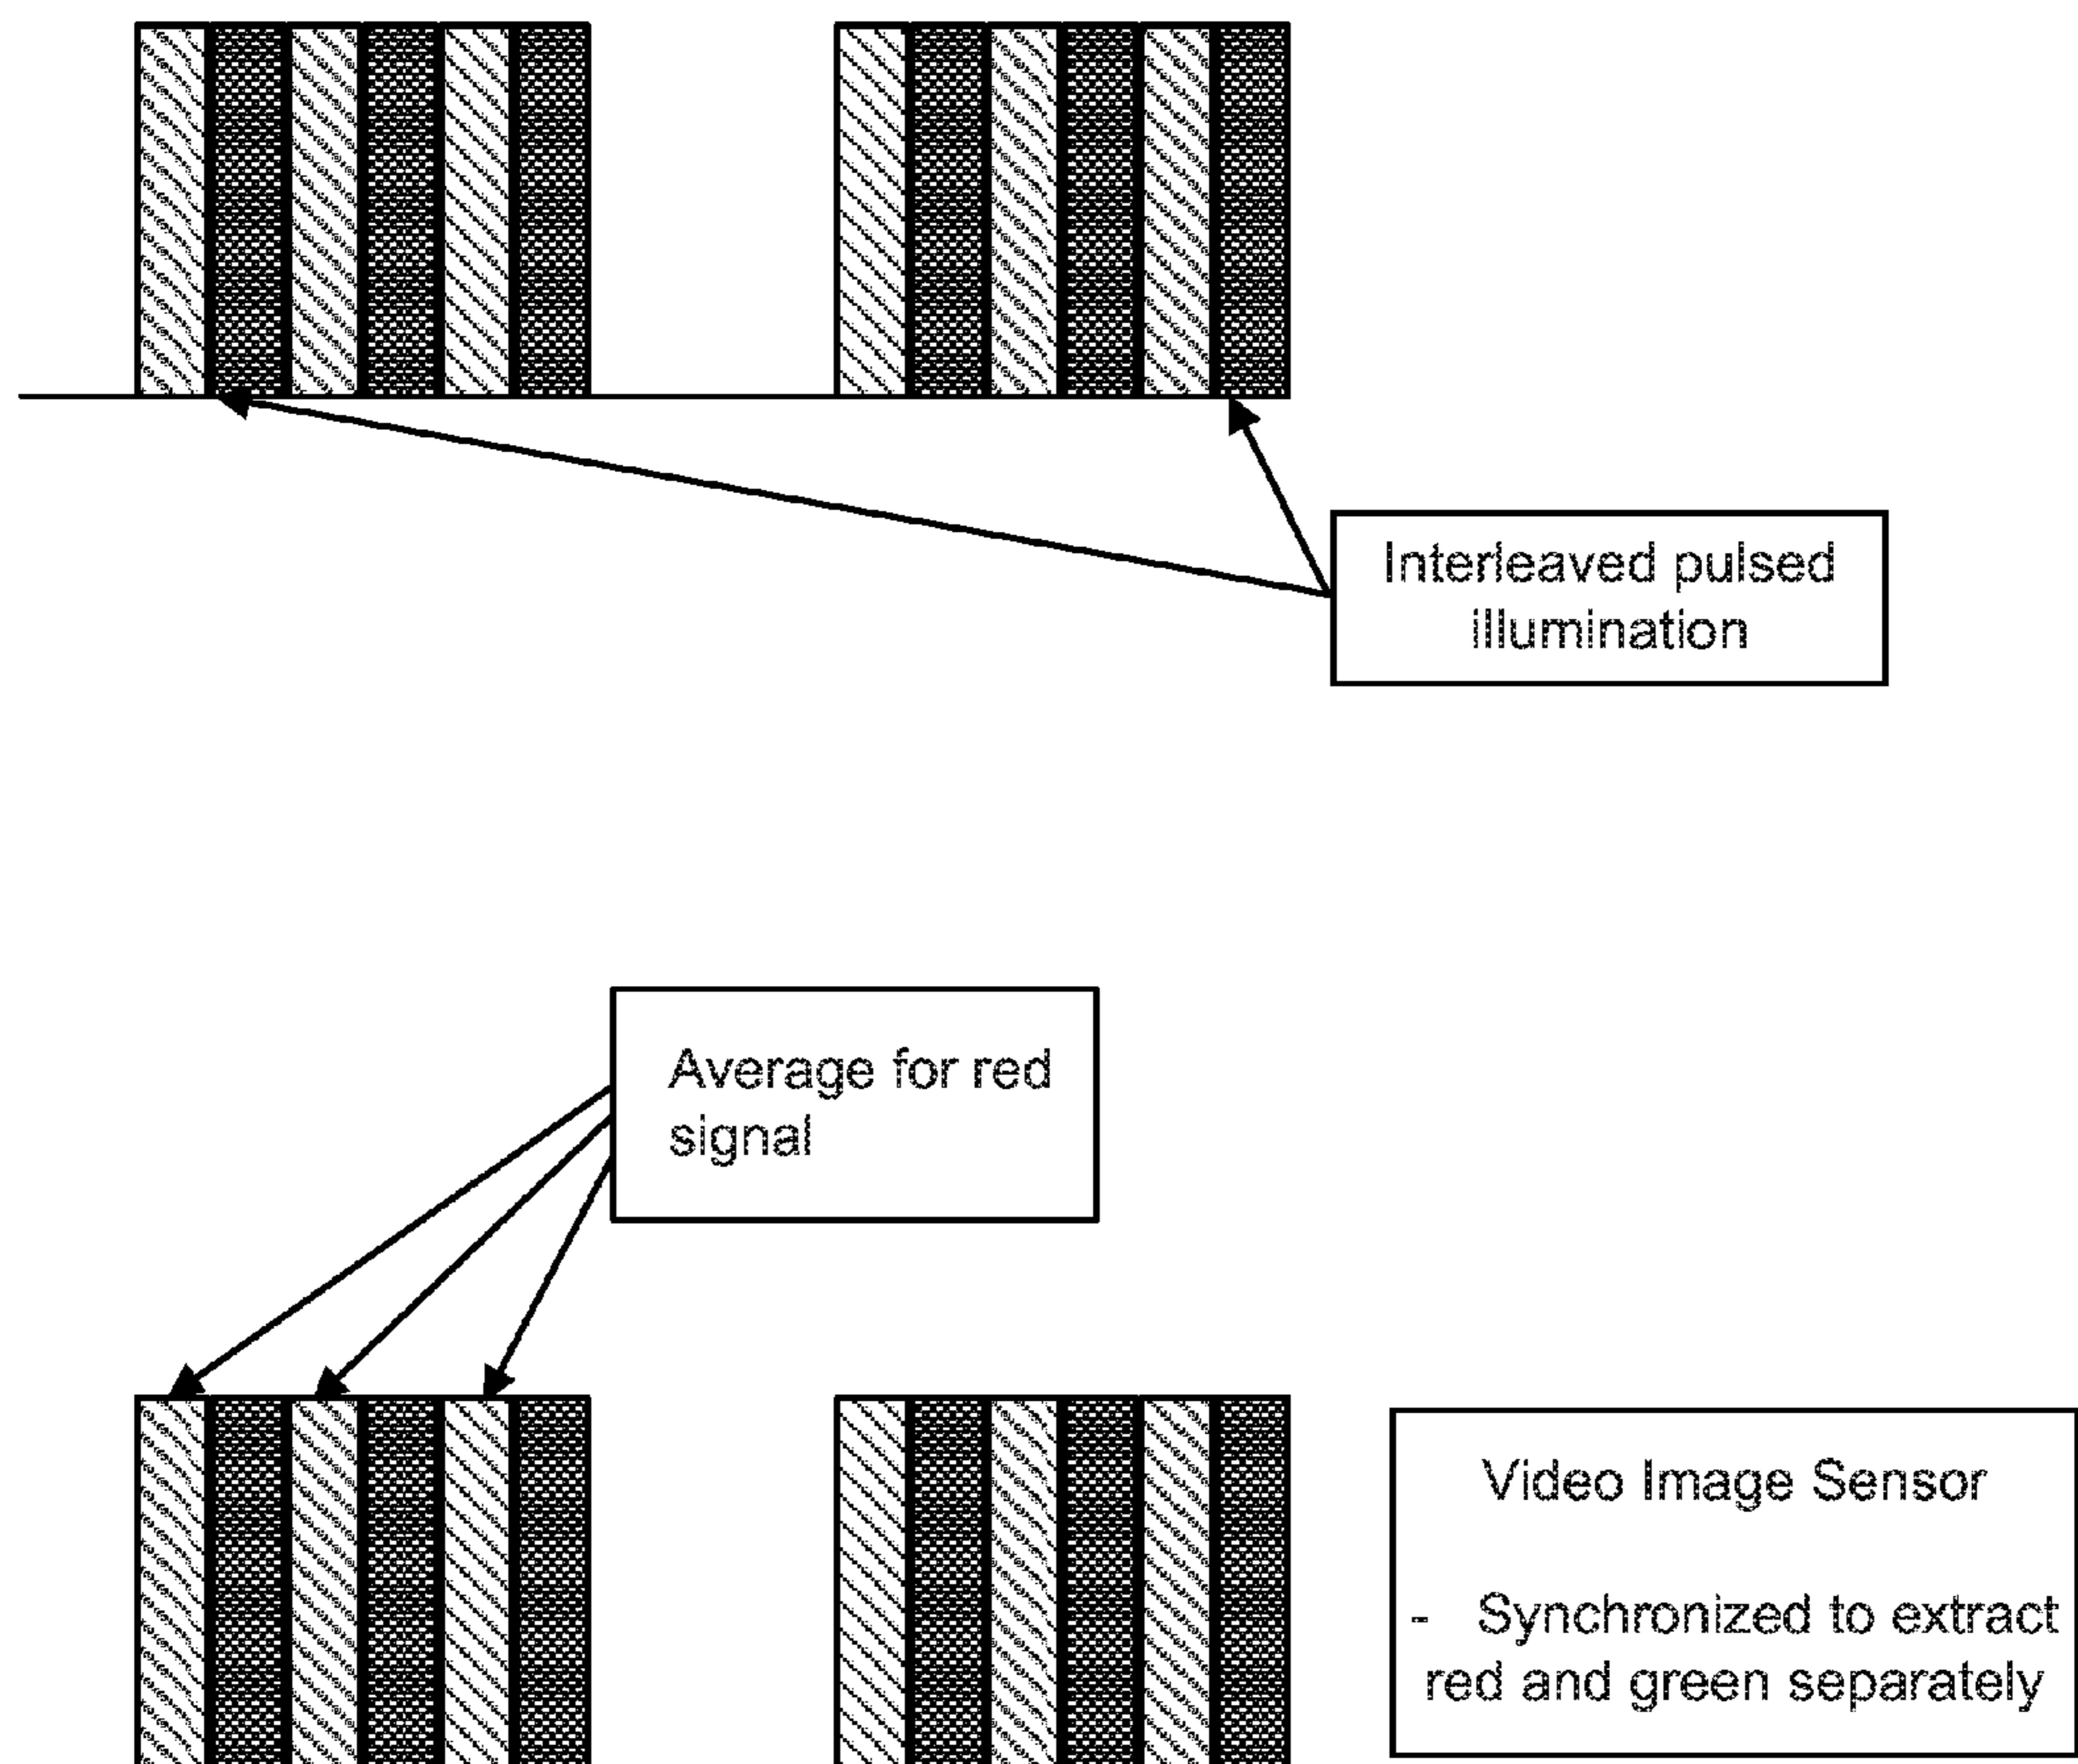 Interleaved pulsed
illumination
Average for red
signal
Video Image Sensor
- Synchronized to extract
red and green separately